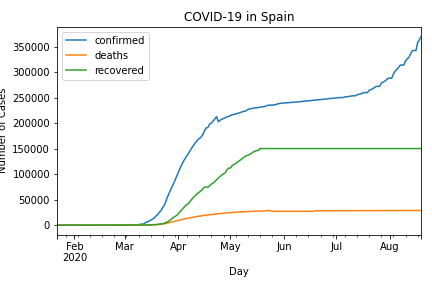 COVID-19 in Spain
confirmed
deaths
recovered
350000
300000
250000
200000
150000
100000
50000
0
Number of Cases
Feb Mar Apr May Jun Jul Aug
2020
Day